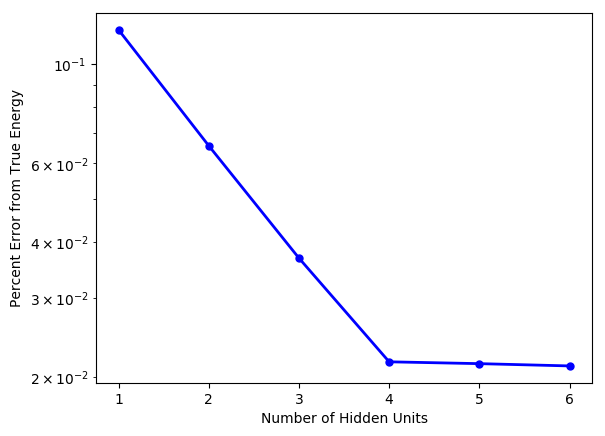 Percent Error from True Energy
10⁻¹
6 × 10⁻²
4 × 10⁻²
3 × 10⁻²
2 × 10⁻²
1 2 3 4 5 6
Number of Hidden Units